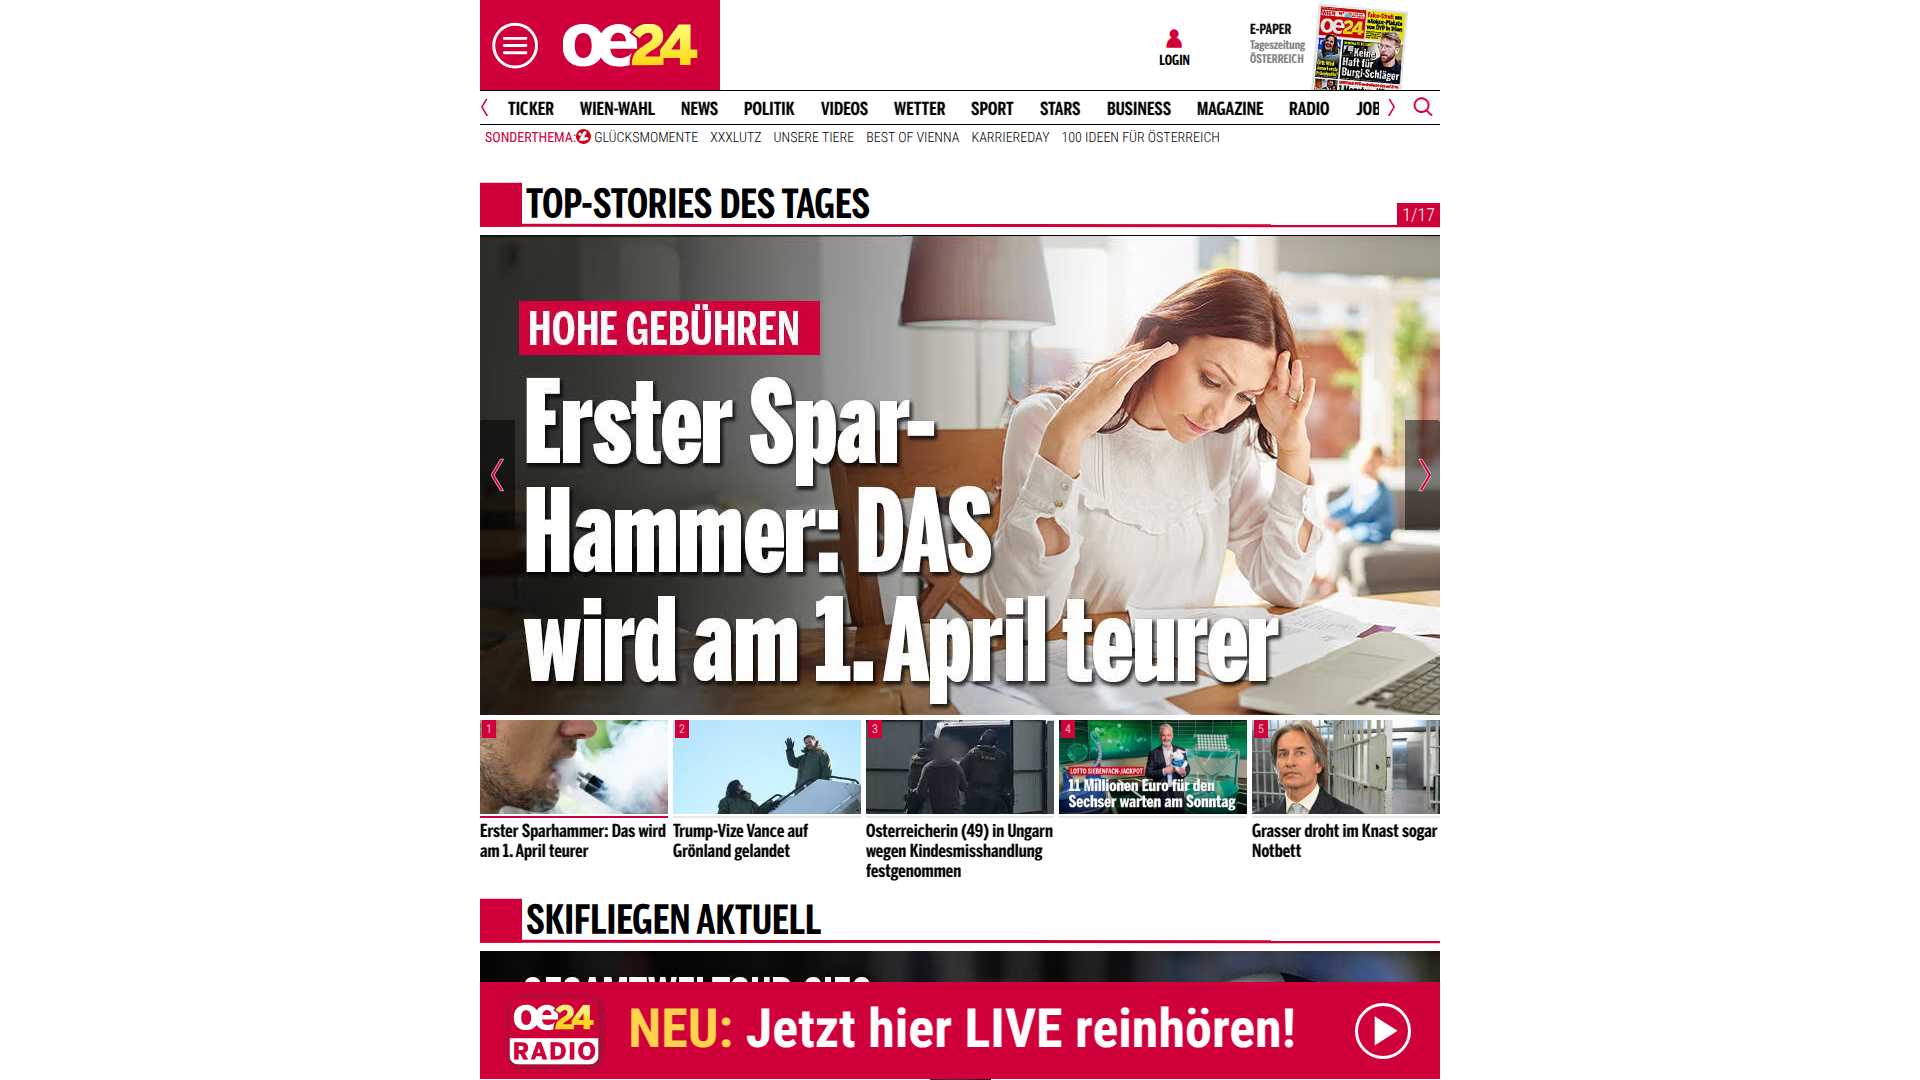 oe24
LOGIN
E-PAPER
Tageszeitung
ÖSTERREICH
oe24
Keine
Haft für
Burgi-Schläger
TICKER WIEN-WAHL NEWS POLITIK VIDEOS WETTER SPORT STARS BUSINESS MAGAZINE RADIO JOB
SONDERTHEMA: GLÜCKSMOMENTE XXXLUTZ UNSERE TIERE BEST OF VIENNA KARRIEREDAY 100 IDEEN FÜR ÖSTERREICH
TOP-STORIES DES TAGES
1/17
HOHE GEBÜHREN
Erster Spar-
Hammer: DAS
wird am 1. April teurer
1
2
3
4
5
LOTTO SIEBENFACH-JACKPOT
11 Millionen Euro für den
Sechser warten am Sonntag
Erster Sparhammer: Das wird
am 1. April teurer
Trump-Vize Vance auf
Grönland gelandet
Österreicherin (49) in Ungarn
wegen Kindesmisshandlung
festgenommen
Grasser droht im Knast sogar
Notbett
SKIFLIEGEN AKTUELL
GESAMTWELTCUP-SIEG
oe24
RADIO
NEU: Jetzt hier LIVE reinhören!